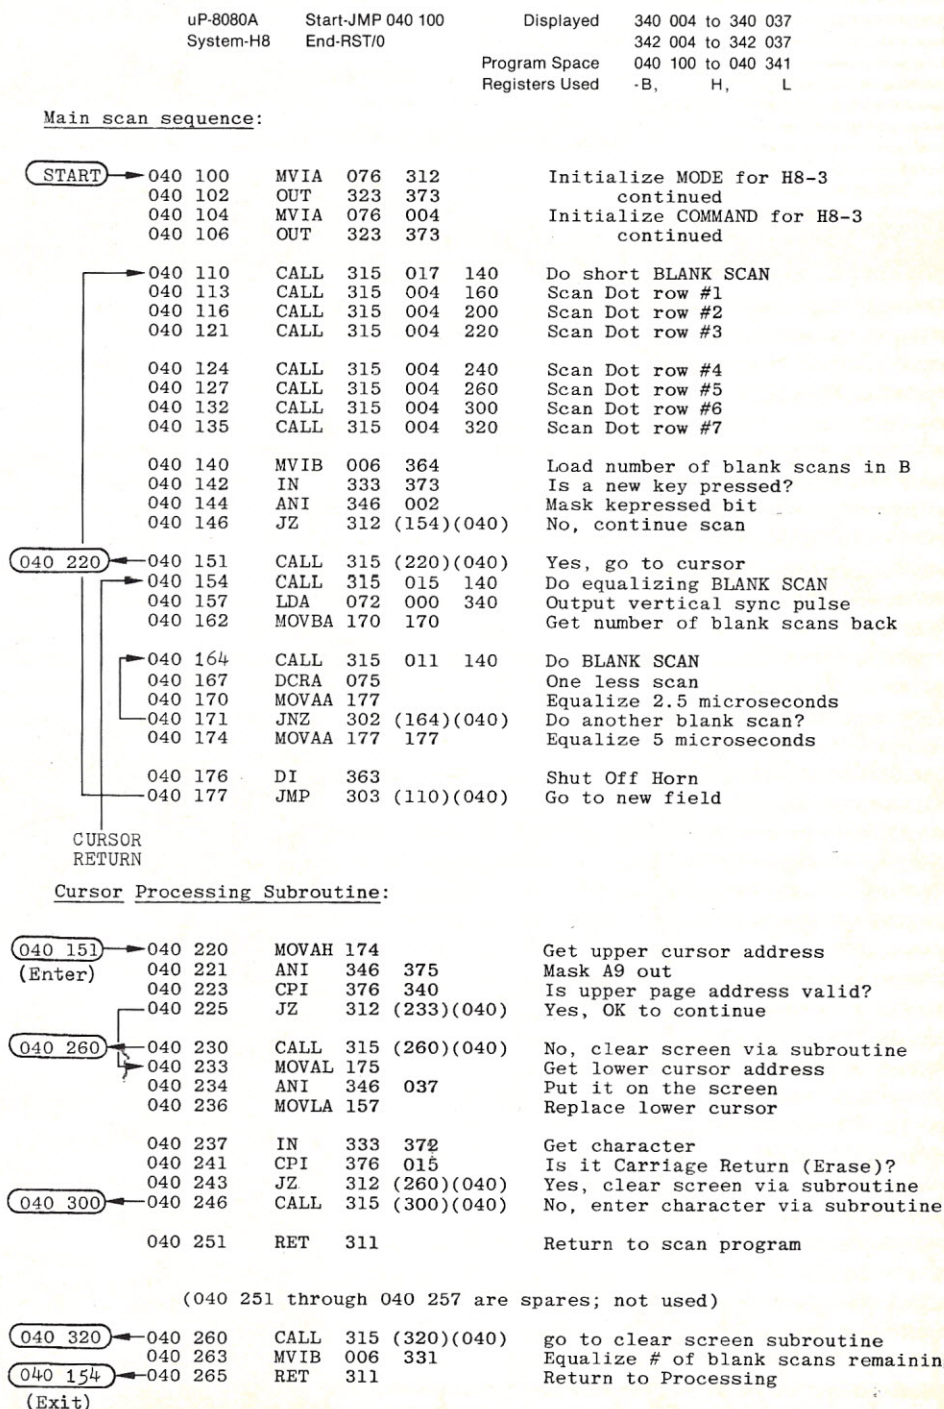 uP-8080A Start-JMP 040 100 Displayed 340 004 to 340 037
System-H8 End-RST/0 342 004 to 342 037
Program Space 040 100 to 040 341
Registers Used -B, H, L
Main scan sequence:
START 040 100 MVIA 076 312 Initialize MODE for H8-3
040 102 OUT 323 373 continued
040 104 MVIA 076 004 Initialize COMMAND for H8-3
040 106 OUT 323 373 continued
040 110 CALL 315 017 140 Do short BLANK SCAN
040 113 CALL 315 004 160 Scan Dot row #1
040 116 CALL 315 004 200 Scan Dot row #2
040 121 CALL 315 004 220 Scan Dot row #3
040 124 CALL 315 004 240 Scan Dot row #4
040 127 CALL 315 004 260 Scan Dot row #5
040 132 CALL 315 004 300 Scan Dot row #6
040 135 CALL 315 004 320 Scan Dot row #7
040 140 MVIB 006 364 Load number of blank scans in B
040 142 IN 333 373 Is a new key pressed?
040 144 ANI 346 002 Mask kepressed bit
040 146 JZ 312 (154)(040) No, continue scan
040 220 040 151 CALL 315 (220)(040) Yes, go to cursor
040 154 CALL 315 015 140 Do equalizing BLANK SCAN
040 157 LDA 072 000 340 Output vertical sync pulse
040 162 MOVBA 170 170 Get number of blank scans back
040 164 CALL 315 011 140 Do BLANK SCAN
040 167 DCRA 075 One less scan
040 170 MOVAA 177 Equalize 2.5 microseconds
040 171 JNZ 302 (164)(040) Do another blank scan?
040 174 MOVAA 177 177 Equalize 5 microseconds
040 176 DI 363 Shut Off Horn
040 177 JMP 303 (110)(040) Go to new field
CURSOR
RETURN
Cursor Processing Subroutine:
040 151 040 220 MOVAH 174 Get upper cursor address
(Enter) 040 221 ANI 346 375 Mask A9 out
040 223 CPI 376 340 Is upper page address valid?
040 225 JZ 312 (233)(040) Yes, OK to continue
040 260 040 230 CALL 315 (260)(040) No, clear screen via subroutine
040 233 MOVAL 175 Get lower cursor address
040 234 ANI 346 037 Put it on the screen
040 236 MOVLA 157 Replace lower cursor
040 237 IN 333 372 Get character
040 241 CPI 376 015 Is it Carriage Return (Erase)?
040 243 JZ 312 (260)(040) Yes, clear screen via subroutine
040 300 040 246 CALL 315 (300)(040) No, enter character via subroutine
040 251 RET 311 Return to scan program
(040 251 through 040 257 are spares; not used)
040 320 040 260 CALL 315 (320)(040) go to clear screen subroutine
040 263 MVIB 006 331 Equalize # of blank scans remainin
040 154 040 265 RET 311 Return to Processing
(Exit)